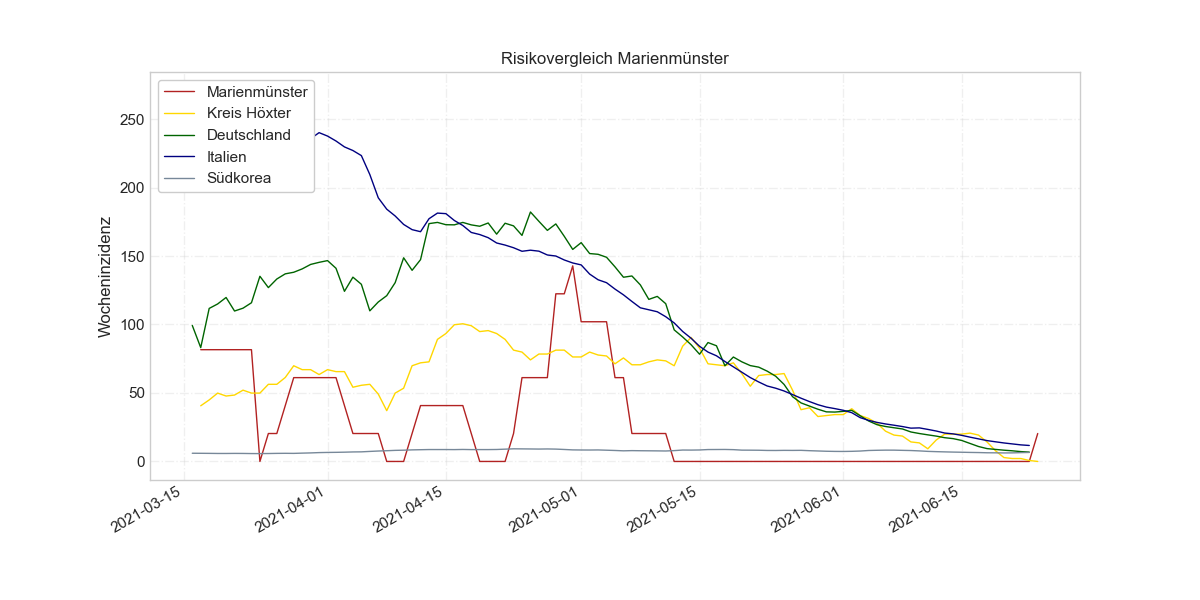 Risikovergleich Marienmünster
Marienmünster
Kreis Höxter
Deutschland
Italien
Südkorea
Wocheninzidenz
250
200
150
100
50
0
2021-03-15
2021-04-01
2021-04-15
2021-05-01
2021-05-15
2021-06-01
2021-06-15